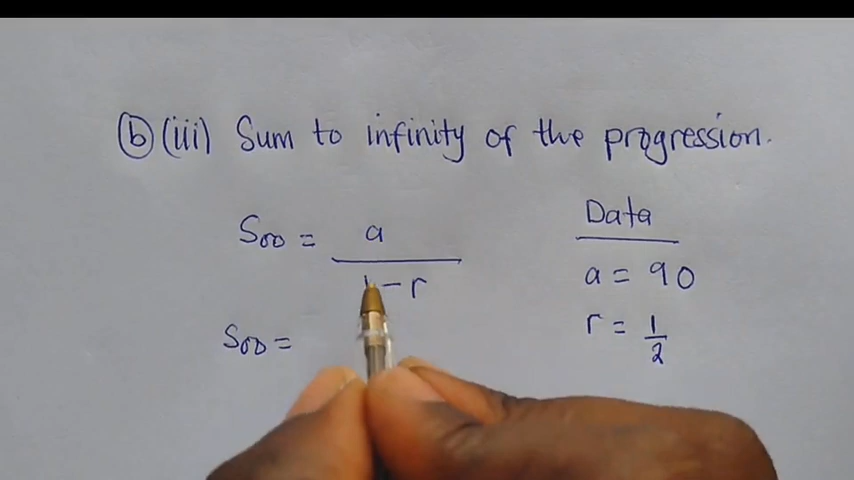 (b) (iii) Sum to infinity of the progression.
S∞ = a / 1 - r
S∞ =
Data
a = 90
r = 1/2